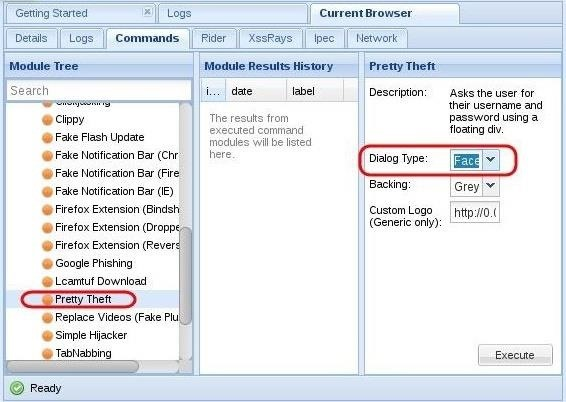 Getting Started
Logs
Current Browser
Details
Logs
Commands
Rider
XssRays
Ipec
Network
Module Tree
Search
Clickjacking
Clippy
Fake Flash Update
Fake Notification Bar (Chr
Fake Notification Bar (Fire
Fake Notification Bar (IE)
Firefox Extension (Bindsh
Firefox Extension (Droppe
Firefox Extension (Revers
Google Phishing
Lcamtuf Download
Pretty Theft
Replace Videos (Fake Plu
Simple Hijacker
TabNabbing
Module Results History
i...
date
label
The results from
executed command
modules will be listed
here.
Pretty Theft
Description:
Asks the user for
their username and
password using a
floating div.
Dialog Type:
Face
Backing:
Grey
Custom Logo
(Generic only):
http://0.(
Execute
Ready